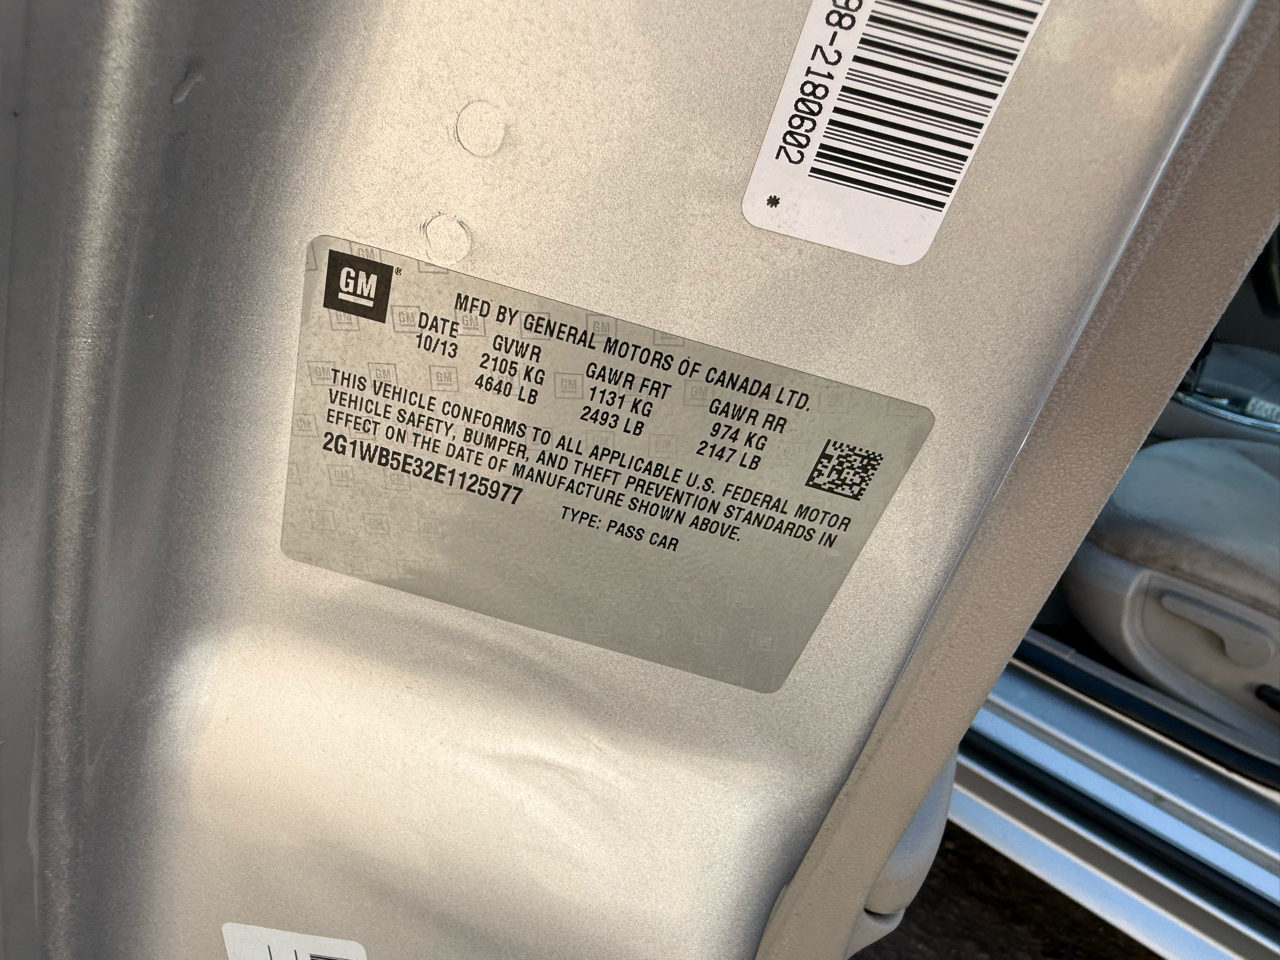 98-2180602
*
GM®
MFD BY GENERAL MOTORS OF CANADA LTD.
DATE GVWR GAWR FRT GAWR RR
10/13 2105 KG 1131 KG 974 KG
4640 LB 2493 LB 2147 LB
THIS VEHICLE CONFORMS TO ALL APPLICABLE U.S. FEDERAL MOTOR
VEHICLE SAFETY, BUMPER, AND THEFT PREVENTION STANDARDS IN
EFFECT ON THE DATE OF MANUFACTURE SHOWN ABOVE.
2G1WB5E32E1125977
TYPE: PASS CAR